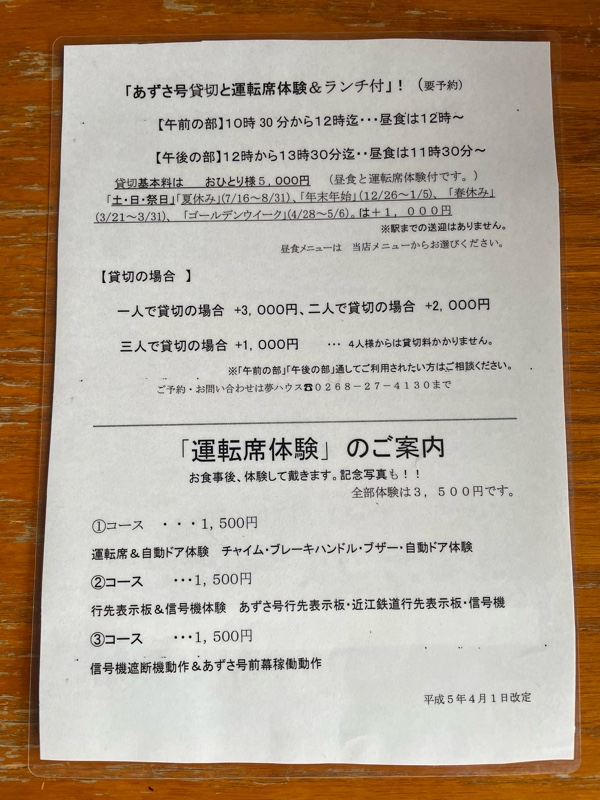 「あずさ号貸切と運転席体験＆ランチ付」！（要予約）
【午前の部】10時30分から12時迄・・・昼食は12時～
【午後の部】12時から13時30分迄・・昼食は11時30分～
貸切基本料は　おひとり様５，０００円　（昼食と運転席体験付です。）
「土・日・祭日」「夏休み」(7/16～8/31)、「年末年始」(12/26～1/5)、「春休み」
(3/21～3/31)、「ゴールデンウイーク」(4/28～5/6)。は＋１，０００円
※駅までの送迎はありません。
昼食メニューは　当店メニューからお選びください。
【貸切の場合　】
一人で貸切の場合　+3，000円、二人で貸切の場合　+2，000円
三人で貸切の場合　+1，000円　　・・・　4人様からは貸切料かかりません。
※「午前の部」「午後の部」通してご利用されたい方はご相談ください。
ご予約・お問い合わせは夢ハウス☎０２６８－２７－４１３０まで
「運転席体験」のご案内
お食事後、体験して戴きます。記念写真も！！
全部体験は３，５００円です。
①コース　・・・1，500円
運転席＆自動ドア体験　チャイム・ブレーキハンドル・ブザー・自動ドア体験
②コース　　・・・1，500円
行先表示板＆信号機体験　あずさ号行先表示板・近江鉄道行先表示板・信号機
③コース　　・・・1，500円
信号機遮断機動作＆あずさ号前幕稼働動作
平成５年４月１日改定